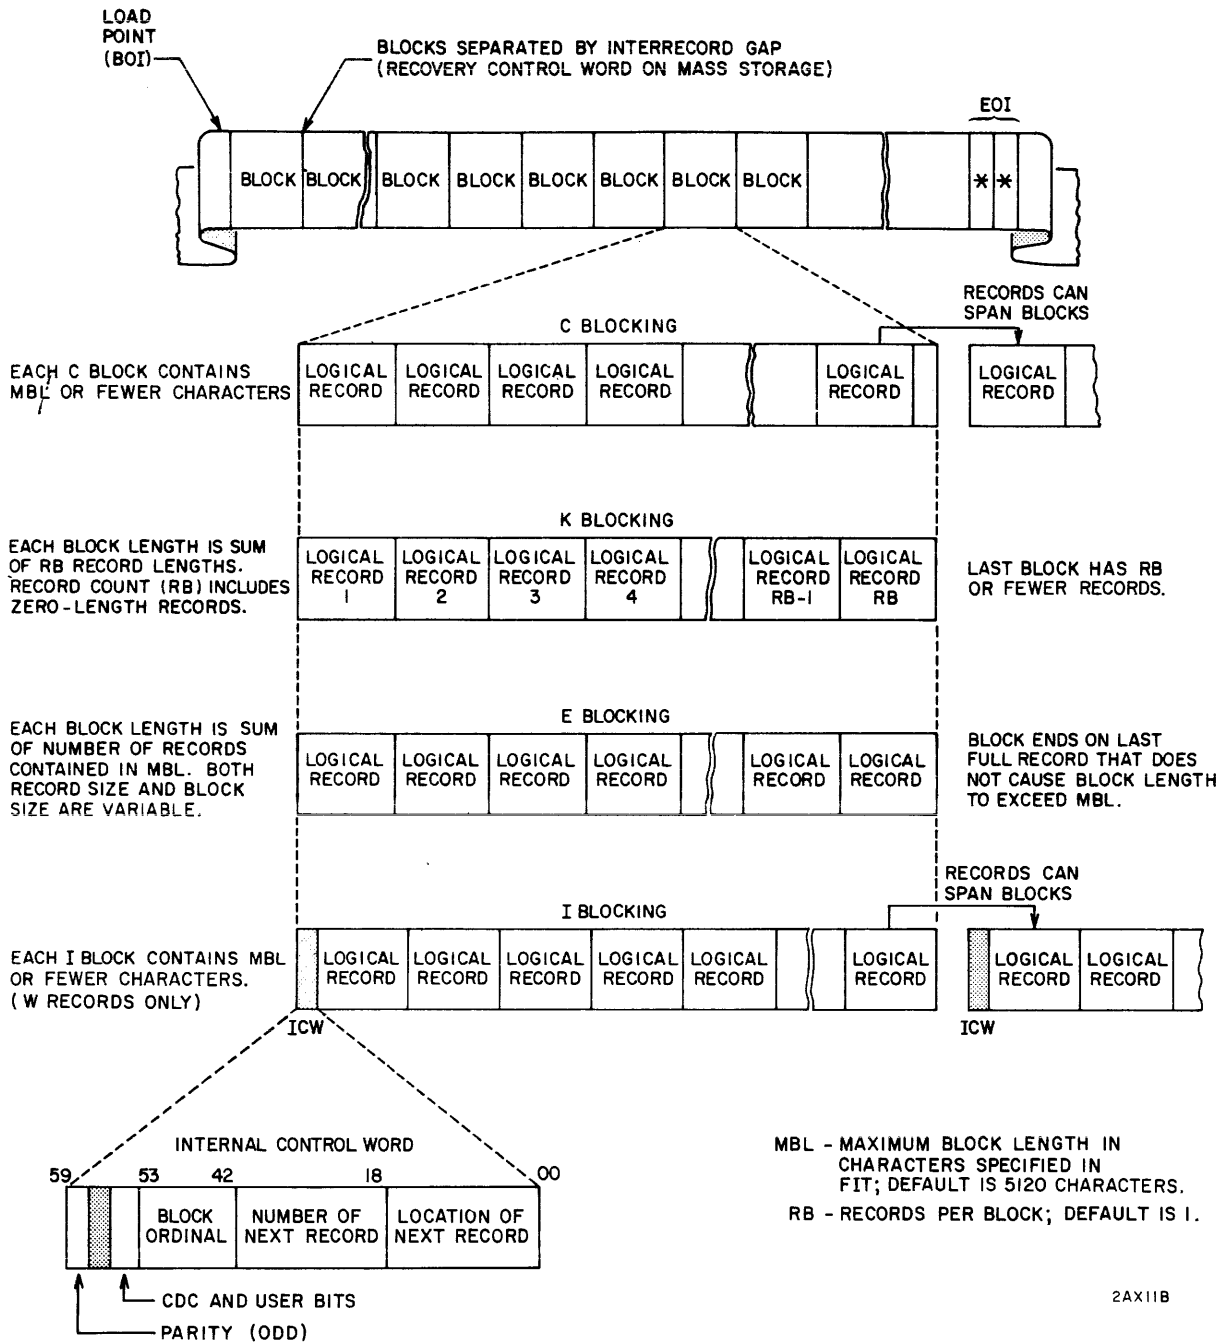 LOAD
POINT
(BOI)
BLOCKS SEPARATED BY INTERRECORD GAP
(RECOVERY CONTROL WORD ON MASS STORAGE)
EOI
BLOCK BLOCK BLOCK BLOCK BLOCK BLOCK BLOCK BLOCK * *
RECORDS CAN
SPAN BLOCKS
C BLOCKING
EACH C BLOCK CONTAINS
MBL OR FEWER CHARACTERS
LOGICAL LOGICAL LOGICAL LOGICAL LOGICAL LOGICAL
RECORD RECORD RECORD RECORD RECORD RECORD
K BLOCKING
EACH BLOCK LENGTH IS SUM
OF RB RECORD LENGTHS.
RECORD COUNT (RB) INCLUDES
ZERO-LENGTH RECORDS.
LOGICAL LOGICAL LOGICAL LOGICAL LOGICAL LOGICAL
RECORD RECORD RECORD RECORD RECORD RECORD
1 2 3 4 RB-1 RB
LAST BLOCK HAS RB
OR FEWER RECORDS.
E BLOCKING
EACH BLOCK LENGTH IS SUM
OF NUMBER OF RECORDS
CONTAINED IN MBL. BOTH
RECORD SIZE AND BLOCK
SIZE ARE VARIABLE.
LOGICAL LOGICAL LOGICAL LOGICAL LOGICAL LOGICAL
RECORD RECORD RECORD RECORD RECORD RECORD
BLOCK ENDS ON LAST
FULL RECORD THAT DOES
NOT CAUSE BLOCK LENGTH
TO EXCEED MBL.
RECORDS CAN
SPAN BLOCKS
I BLOCKING
EACH I BLOCK CONTAINS MBL
OR FEWER CHARACTERS.
(W RECORDS ONLY)
LOGICAL LOGICAL LOGICAL LOGICAL LOGICAL LOGICAL LOGICAL LOGICAL
RECORD RECORD RECORD RECORD RECORD RECORD RECORD RECORD
ICW ICW
INTERNAL CONTROL WORD
59 53 42 18 00
BLOCK NUMBER OF LOCATION OF
ORDINAL NEXT RECORD NEXT RECORD
CDC AND USER BITS
PARITY (ODD)
MBL - MAXIMUM BLOCK LENGTH IN
CHARACTERS SPECIFIED IN
FIT; DEFAULT IS 5120 CHARACTERS.
RB - RECORDS PER BLOCK; DEFAULT IS 1.
2AX11B